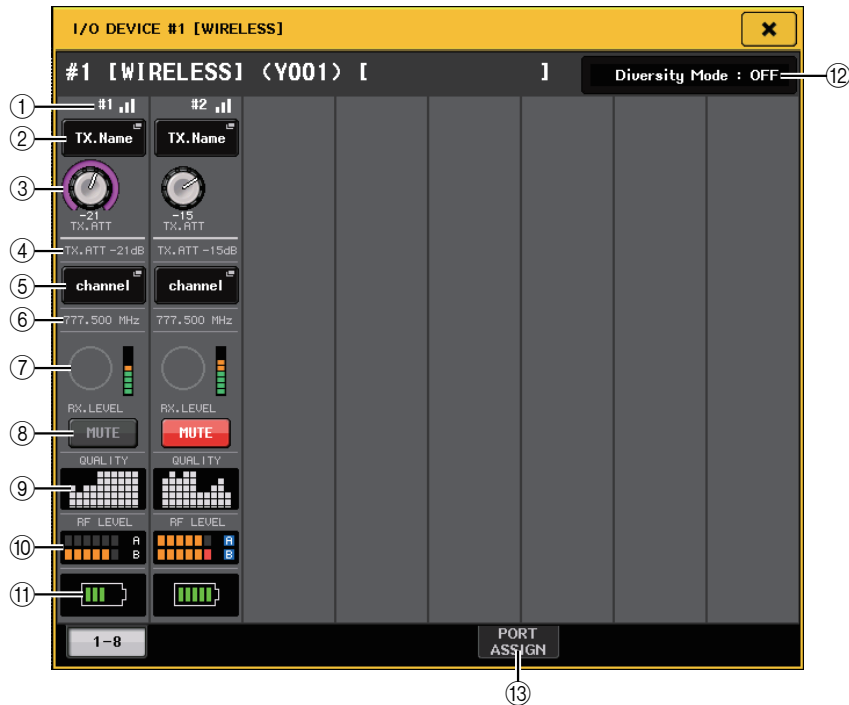 I/O DEVICE #1 [WIRELESS]
#1 [WIRELESS] (Y001) [ ]
Diversity Mode : OFF
⑫
① #1 #2
② TX.Name TX.Name
③
-21 -15
TX.ATT TX.ATT
④ TX.ATT -21dB TX.ATT -15dB
⑤ channel channel
⑥ 777.500 MHz 777.500 MHz
⑦
RX.LEVEL RX.LEVEL
⑧ MUTE MUTE
QUALITY QUALITY
⑨
RF LEVEL RF LEVEL
⑩ A A
B B
⑪
1-8
PORT
ASSIGN
⑬